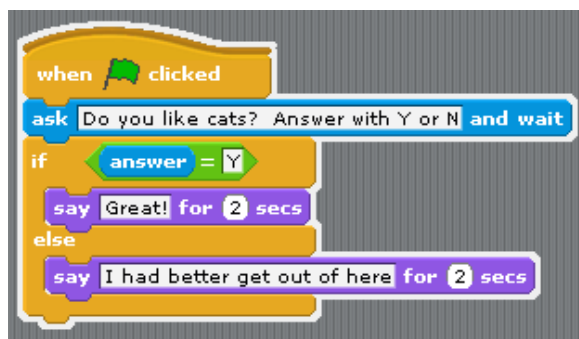 when clicked
ask Do you like cats?  Answer with Y or N and wait
if answer = Y
say Great! for 2 secs
else
say I had better get out of here for 2 secs